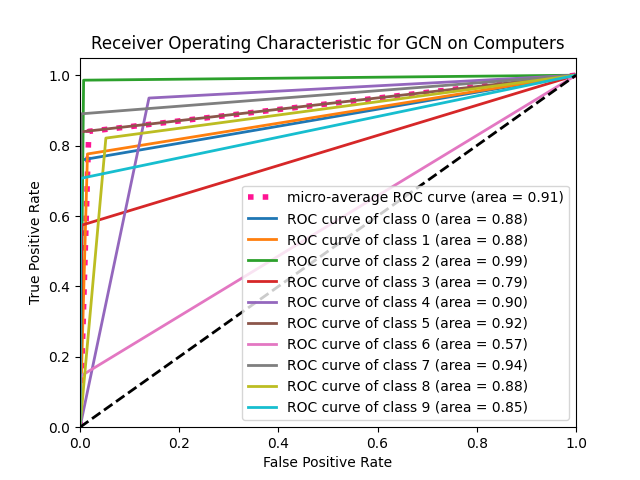 Receiver Operating Characteristic for GCN on Computers
1.0
0.8
0.6
0.4
0.2
0.0
True Positive Rate
micro-average ROC curve (area = 0.91)
ROC curve of class 0 (area = 0.88)
ROC curve of class 1 (area = 0.88)
ROC curve of class 2 (area = 0.99)
ROC curve of class 3 (area = 0.79)
ROC curve of class 4 (area = 0.90)
ROC curve of class 5 (area = 0.92)
ROC curve of class 6 (area = 0.57)
ROC curve of class 7 (area = 0.94)
ROC curve of class 8 (area = 0.88)
ROC curve of class 9 (area = 0.85)
0.0 0.2 0.4 0.6 0.8 1.0
False Positive Rate